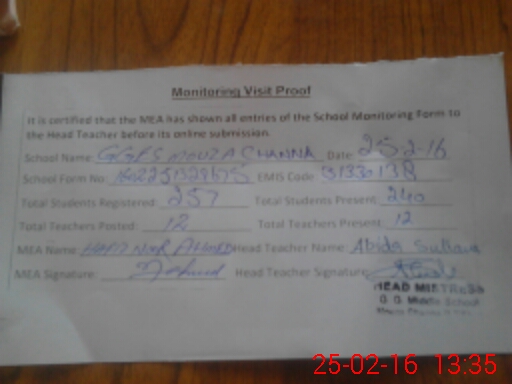 Monitoring Visit Proof
It is certified that the MEA has shown all entries of the School Monitoring Form to
the Head Teacher before its online submission.
School Name: GGES MOUZA CHANNA Date: 25 2-16
School Form No: EMIS Code: 31330138
Total Students Registered: 257 Total Students Present: 240
Total Teachers Posted: 12 Total Teachers Present: 12
MEA Name: Head Teacher Name: Abida Sultana
MEA Signature: Head Teacher Signature:
HEAD MISTRESS
G. G. Middle School
25-02-16 13:35